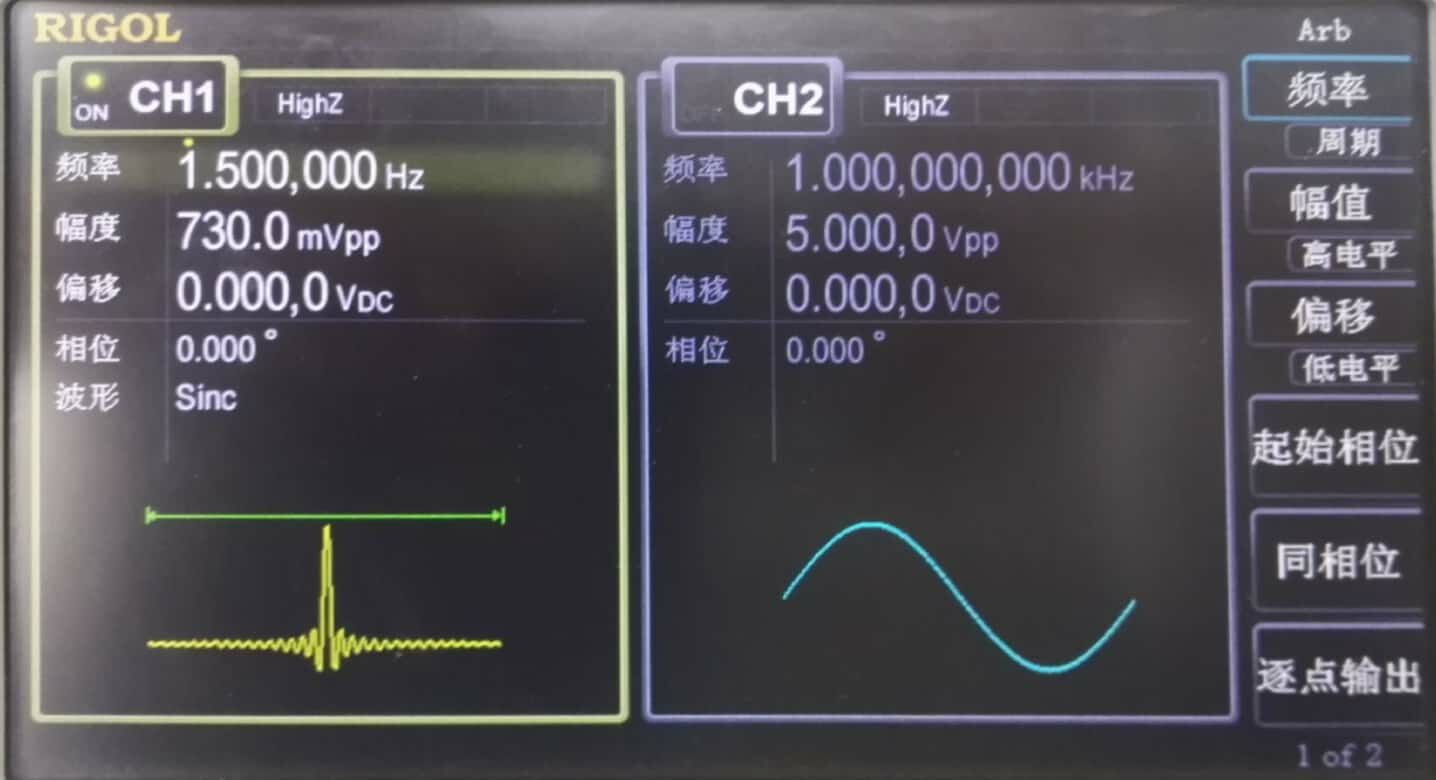 RIGOL
Arb
ON CH1 HighZ
频率 1.500,000 Hz
幅度 730.0 mVpp
偏移 0.000,0 VDC
相位 0.000 °
波形 Sinc
CH2 HighZ
频率 1.000,000,000 kHz
幅度 5.000,0 Vpp
偏移 0.000,0 VDC
相位 0.000 °
频率
周期
幅值
高电平
偏移
低电平
起始相位
同相位
逐点输出
1 of 2